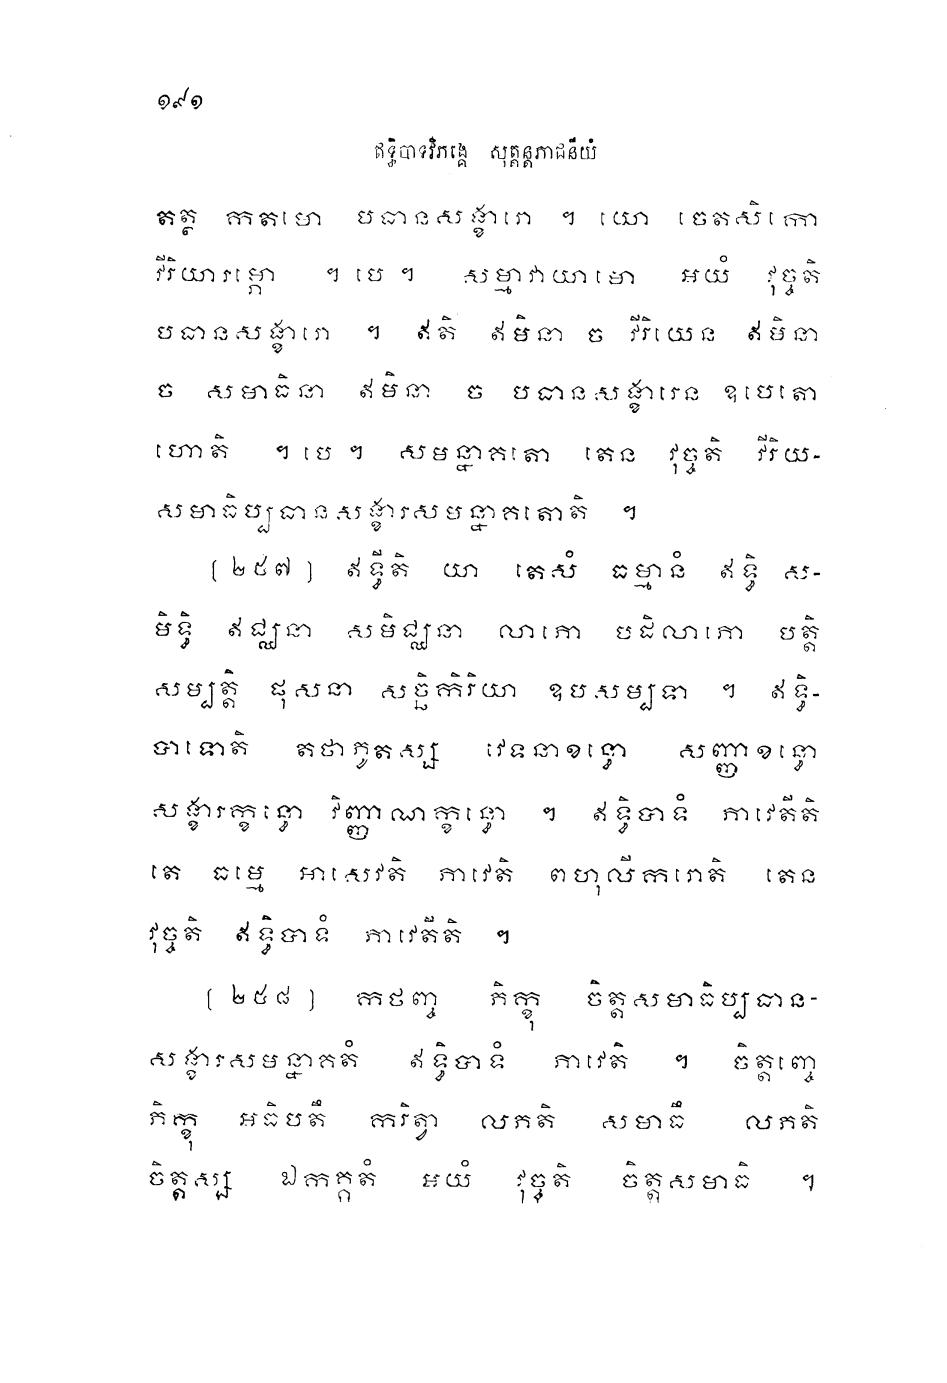 ១៩១
ឥទ្ធិបាទវិភង្គេ សុត្តន្តភាជនីយំ
តត្ថ កតមោ បធានសង្ខារោ ។ យោ ចេតសិកោ
វីរិយារម្ភោ ។ បេ ។ សម្មាវាយាមោ អយំ វុច្ចតិ
បធានសង្ខារោ ។ ឥតិ ឥមិនា ច វីរិយេន ឥមិនា
ច សមាធិនា ឥមិនា ច បធានសង្ខារេន ឧបេតោ
ហោតិ ។ បេ ។ សមន្នាគតោ តេន វុច្ចតិ វីរិយ-
សមាធិប្បធានសង្ខារសមន្នាគតោតិ ។
[ ២៥៧ ] ឥទ្ធីតិ យា តេសំ ធម្មានំ ឥទ្ធិ ស-
មិទ្ធិ ឥជ្ឈនា សមិជ្ឈនា លាភោ បដិលាភោ បត្តិ
សម្បត្តិ ផុសនា សច្ឆិកិរិយា ឧបសម្បទា ។ ឥទ្ធិ-
បាទោតិ តថាភូតស្ស វេទនាខន្ធោ សញ្ញាខន្ធោ
សង្ខារក្ខន្ធោ វិញ្ញាណក្ខន្ធោ ។ ឥទ្ធិបាទំ ភាវេតីតិ
តេ ធម្មេ អាសេវតិ ភាវេតិ ពហុលីករោតិ តេន
វុច្ចតិ ឥទ្ធិបាទំ ភាវេតីតិ ។
[ ២៥៨ ] កថញ្ច ភិក្ខុ ចិត្តសមាធិប្បធាន-
សង្ខារសមន្នាគតំ ឥទ្ធិបាទំ ភាវេតិ ។ ចិត្តញ្ចេ
ភិក្ខុ អធិបតឹ ករិត្វា លភតិ សមាធឹ លភតិ
ចិត្តស្ស ឯកគ្គតំ អយំ វុច្ចតិ ចិត្តសមាធិ ។